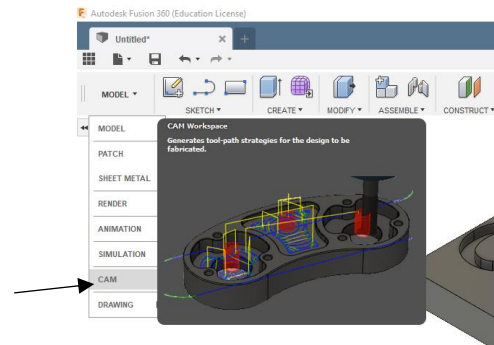 Autodesk Fusion 360 (Education License)
Untitled*
MODEL
SKETCH CREATE MODIFY ASSEMBLE CONSTRUCT
MODEL
CAM Workspace
Generates tool-path strategies for the design to be
fabricated.
PATCH
SHEET METAL
RENDER
ANIMATION
SIMULATION
CAM
DRAWING